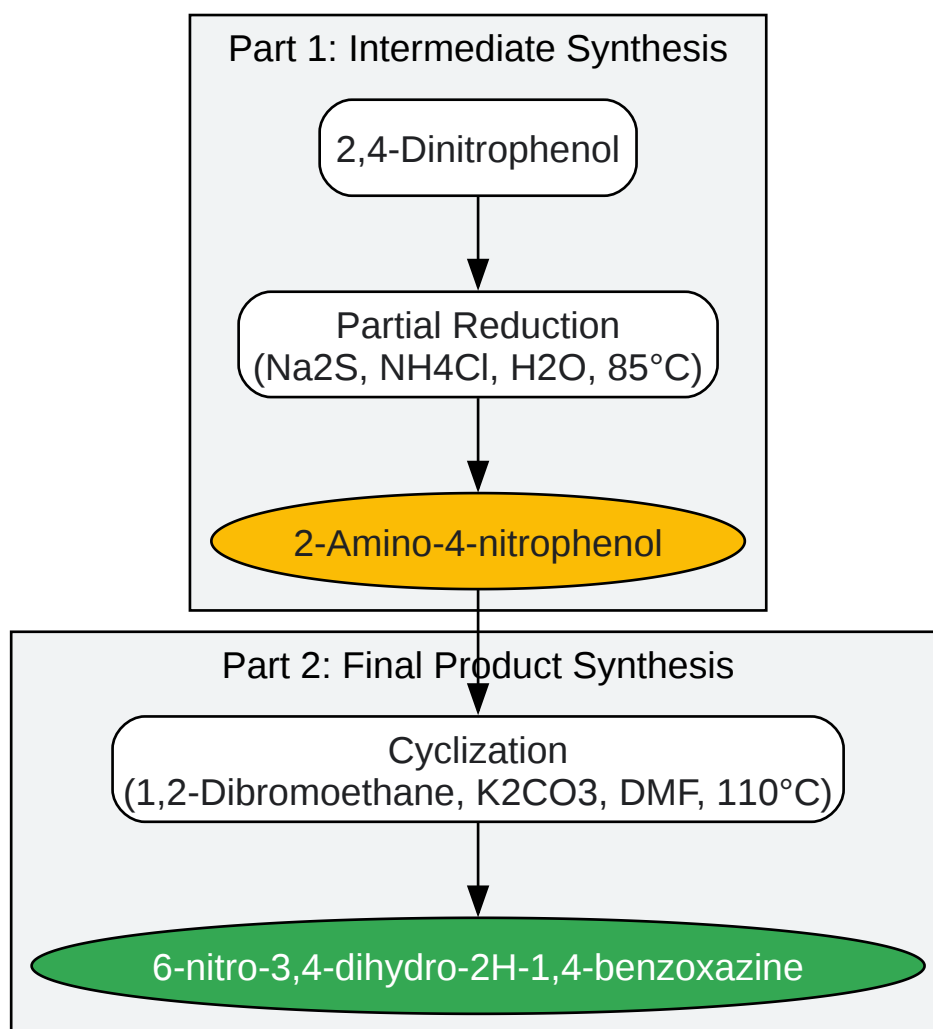 Part 1: Intermediate Synthesis
2,4-Dinitrophenol
Partial Reduction
(Na2S, NH4Cl, H2O, 85°C)
2-Amino-4-nitrophenol
Part 2: Final Product Synthesis
Cyclization
(1,2-Dibromoethane, K2CO3, DMF, 110°C)
6-nitro-3,4-dihydro-2H-1,4-benzoxazine